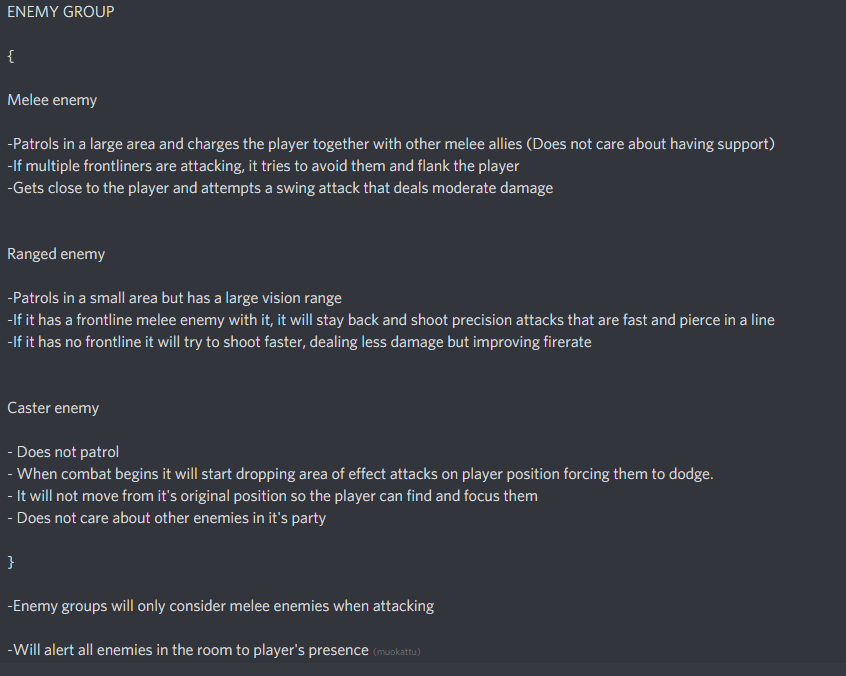 ENEMY GROUP
{
Melee enemy
-Patrols in a large area and charges the player together with other melee allies (Does not care about having support)
-If multiple frontliners are attacking, it tries to avoid them and flank the player
-Gets close to the player and attempts a swing attack that deals moderate damage
Ranged enemy
-Patrols in a small area but has a large vision range
-If it has a frontline melee enemy with it, it will stay back and shoot precision attacks that are fast and pierce in a line
-If it has no frontline it will try to shoot faster, dealing less damage but improving firerate
Caster enemy
- Does not patrol
- When combat begins it will start dropping area of effect attacks on player position forcing them to dodge.
- It will not move from it's original position so the player can find and focus them
- Does not care about other enemies in it's party
}
-Enemy groups will only consider melee enemies when attacking
-Will alert all enemies in the room to player's presence (muokattu)